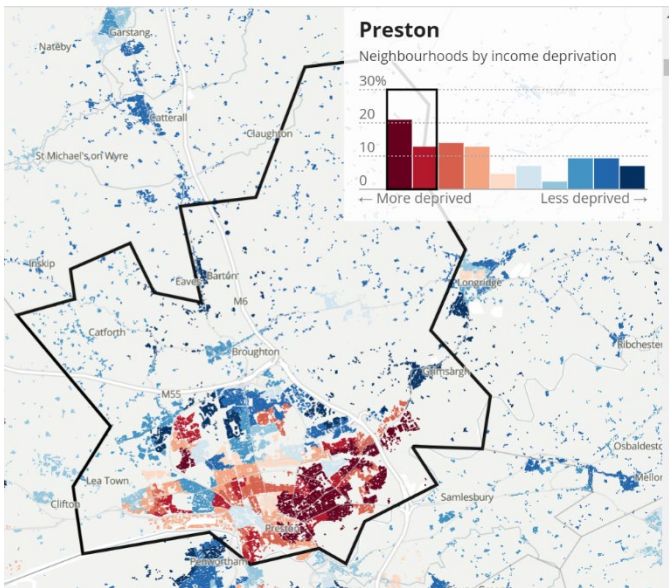 Preston
Neighbourhoods by income deprivation
30%
20
10
0
← More deprived
Less deprived →
Garstang
Nateby
Catterall
Claughton
St Michael's on Wyre
Inskip
Eaves
Barton
M6
Longridge
Catforth
Broughton
Ribchester
Grimsargh
M55
Osbaldesto
Lea Town
Mellor
Clifton
Samlesbury
Preston
Penwortham